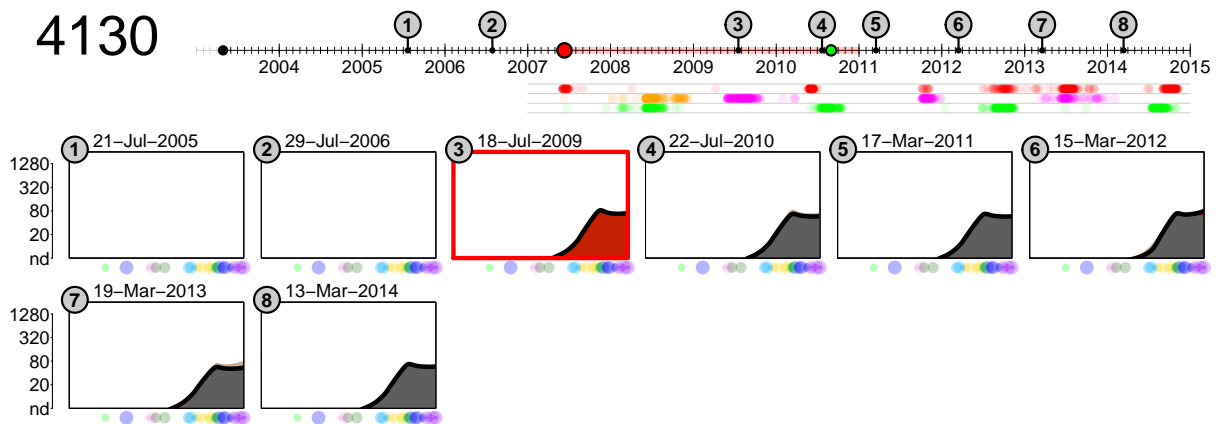 4130
1 2 3 4 5 6 7 8
2004 2005 2006 2007 2008 2009 2010 2011 2012 2013 2014 2015
1 21−Jul−2005
2 29−Jul−2006
3 18−Jul−2009
4 22−Jul−2010
5 17−Mar−2011
6 15−Mar−2012
1280
320
80
20
nd
7 19−Mar−2013
8 13−Mar−2014
1280
320
80
20
nd